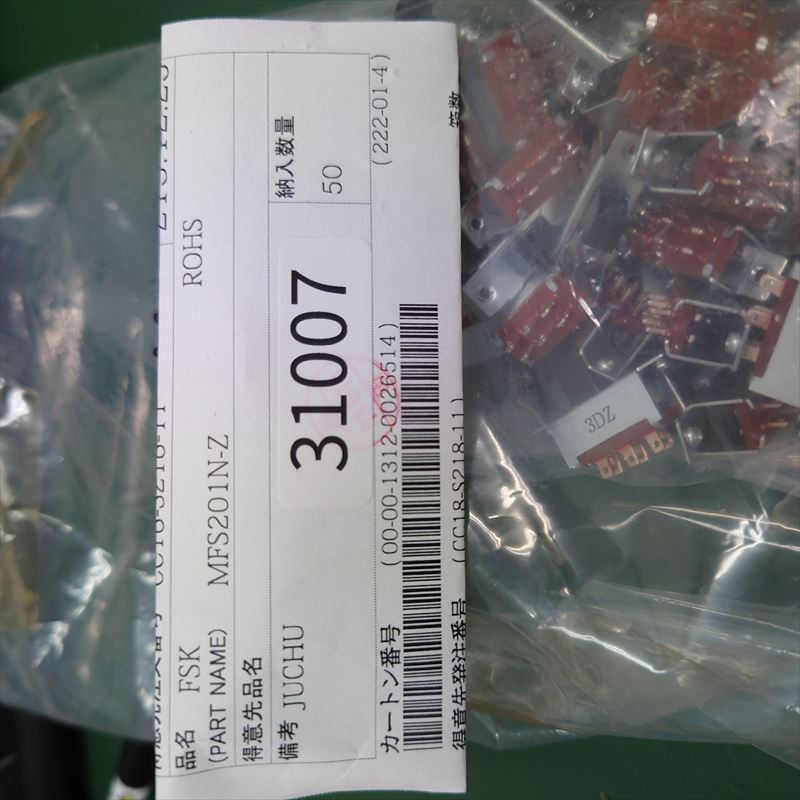 品名 FSK ROHS
(PART NAME) MFS201N-Z
得意先品名
備考 JUCHU
納入数量
50
31007
(222-01-4)
カートン番号 (00-00-1312-0026514)
得意先発注番号 (CC18-S218-11)
箱数
3DZ